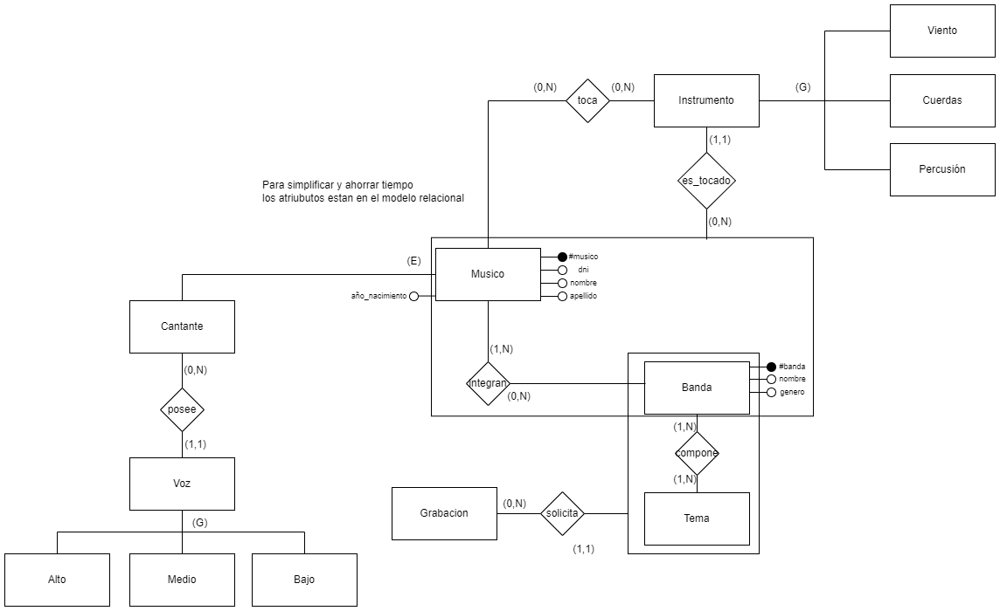 Viento
(0,N)
(0,N)
(G)
toca
Instrumento
Cuerdas
(1,1)
Percusión
es_tocado
Para simplificar y ahorrar tiempo
los atriubutos estan en el modelo relacional
(0,N)
(E)
Musico
#musico
dni
nombre
apellido
año_nacimiento
Cantante
(1,N)
(0,N)
Integran
(0,N)
Banda
#banda
nombre
genero
posee
(1,N)
(1,1)
compone
(1,N)
Voz
Grabacion
(0,N)
solicita
Tema
(G)
(1,1)
Alto
Medio
Bajo